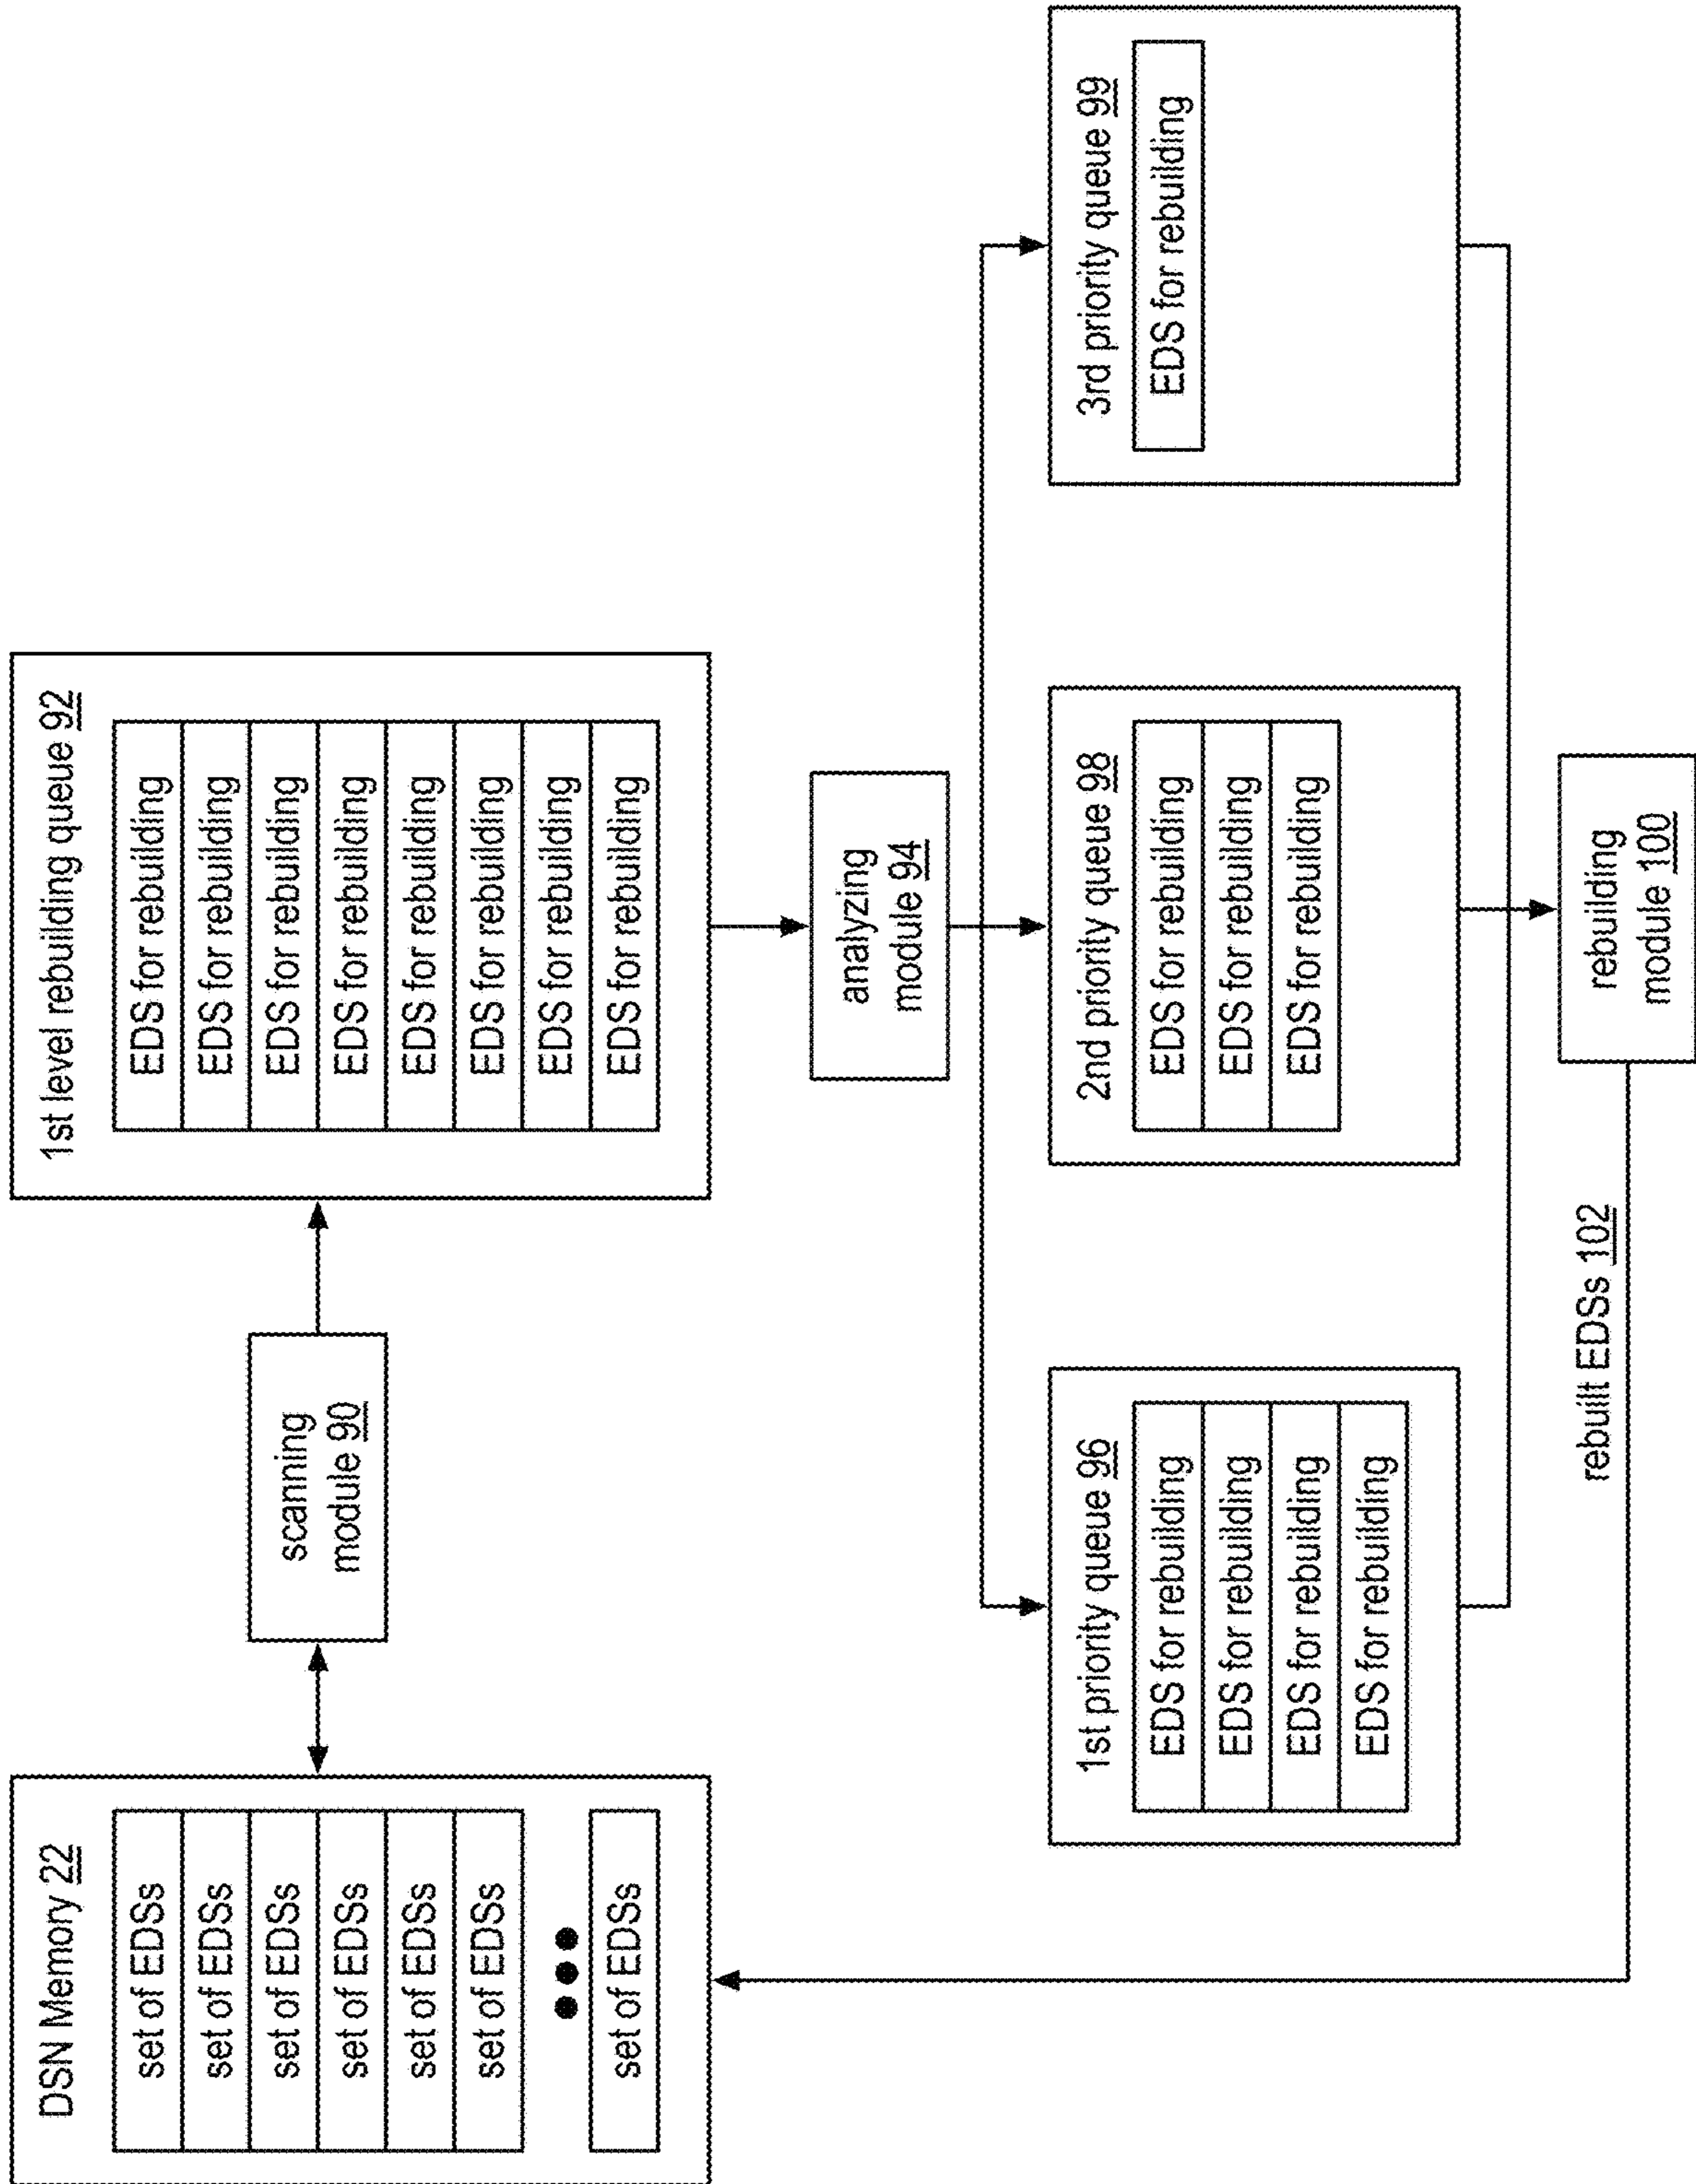 DSN Memory 22
set of EDSs
set of EDSs
set of EDSs
set of EDSs
set of EDSs
set of EDSs
set of EDSs
scanning
module 90
1st level rebuilding queue 92
EDS for rebuilding
EDS for rebuilding
EDS for rebuilding
EDS for rebuilding
EDS for rebuilding
EDS for rebuilding
EDS for rebuilding
EDS for rebuilding
analyzing
module 94
1st priority queue 96
EDS for rebuilding
EDS for rebuilding
EDS for rebuilding
EDS for rebuilding
2nd priority queue 98
EDS for rebuilding
EDS for rebuilding
EDS for rebuilding
3rd priority queue 99
EDS for rebuilding
rebuilt EDSs 102
rebuilding
module 100